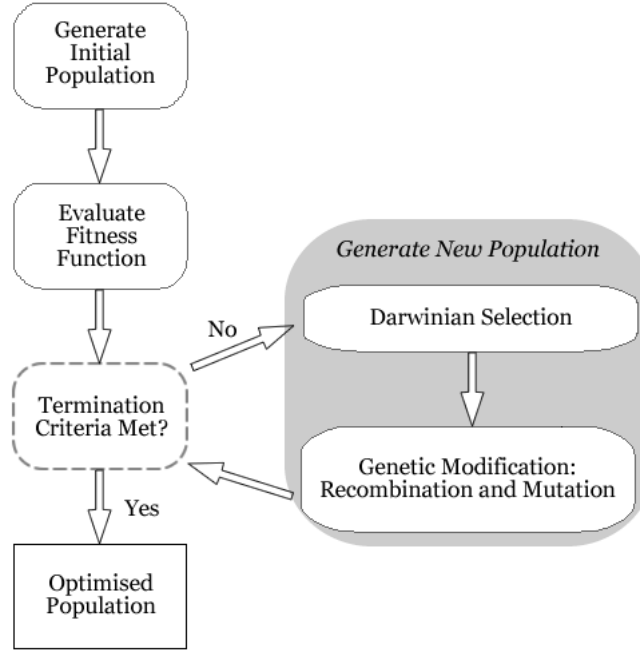 Generate
Initial
Population
Evaluate
Fitness
Function
Generate New Population
No
Darwinian Selection
Termination
Criteria Met?
Genetic Modification:
Recombination and Mutation
Yes
Optimised
Population